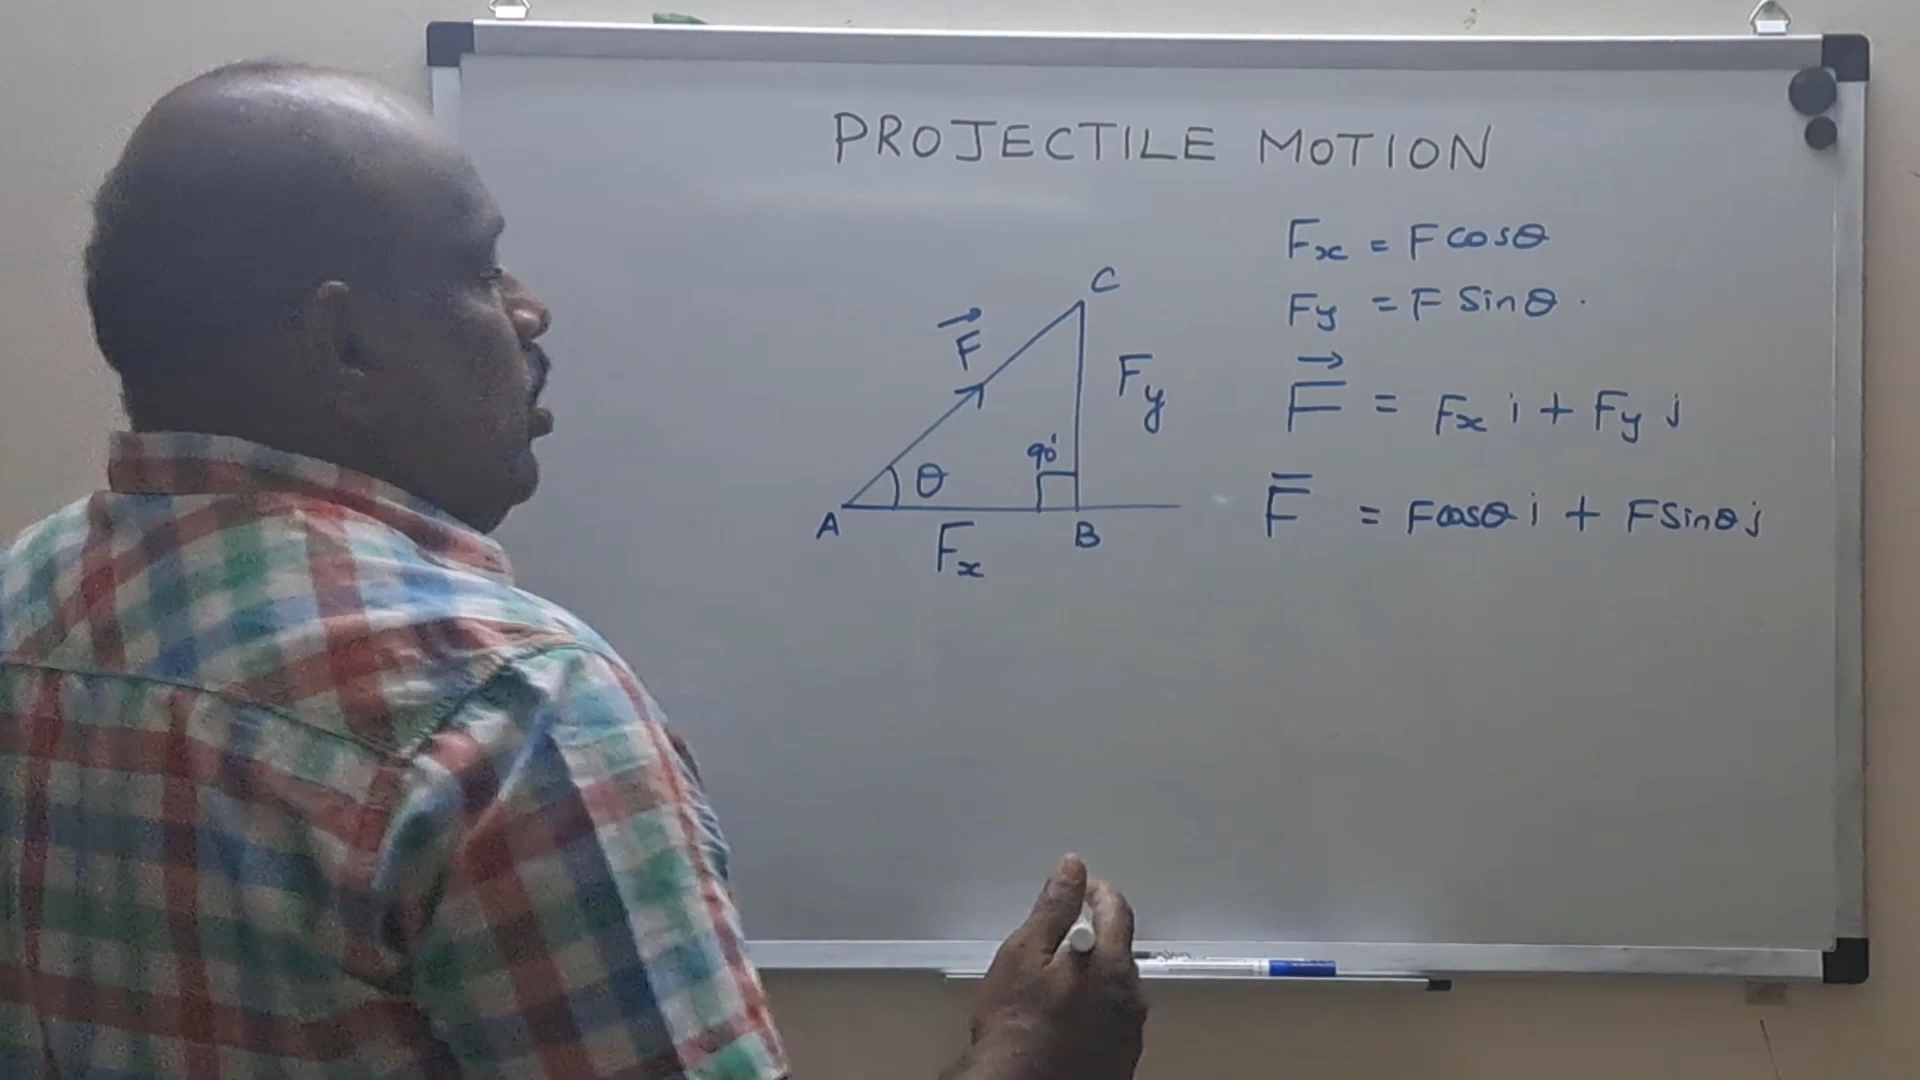 PROJECTILE MOTION
Fx = F cosθ
Fy = F Sinθ
C
F⃗
Fy
F⃗ = Fx i + Fy j
90°
θ
A
Fx
B
F̅ = Fcosθ i + FSinθ j